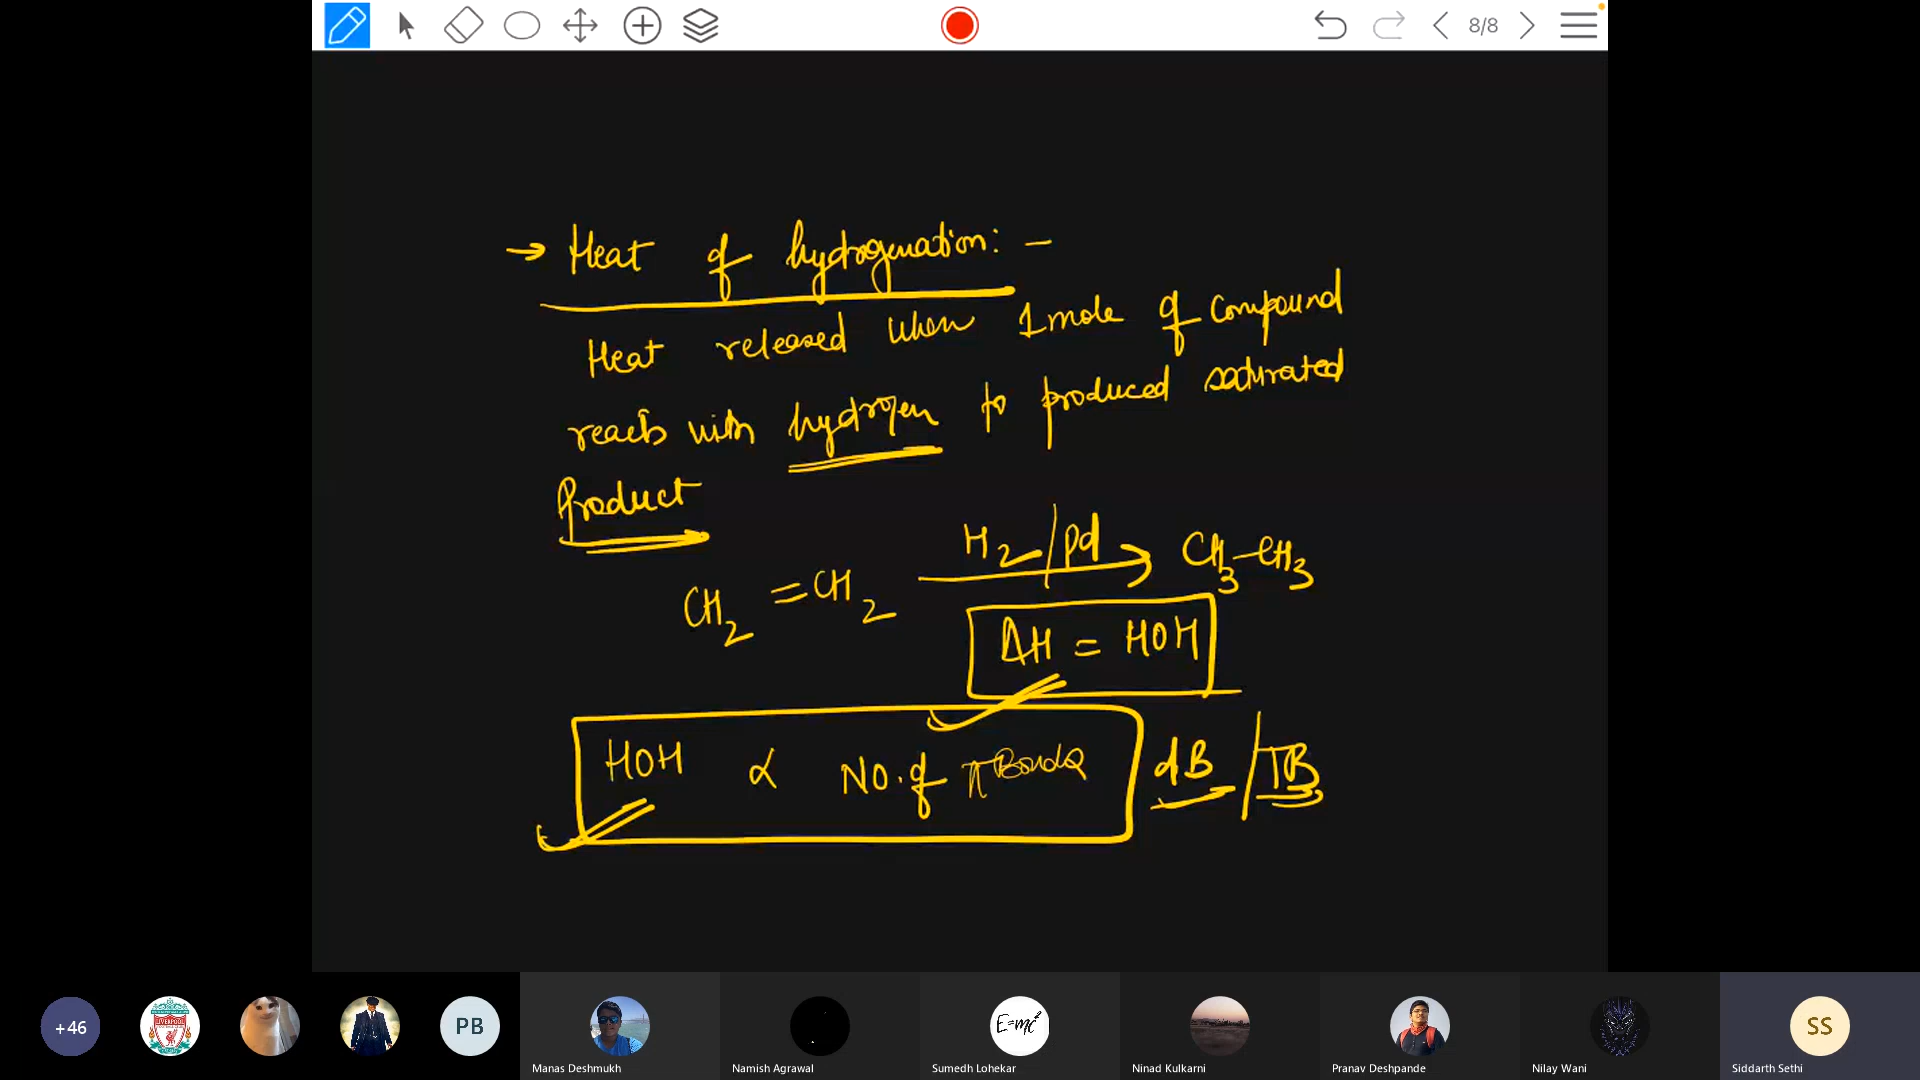 8/8
→ Heat of hydrogenation: -
Heat released when 1 mole of compound
reacts with hydrogen to produced saturated
Product
CH2 = CH2 H2/pd → CH3-CH3
ΔH = HOH
HOH ∝ NO. of π Bonds dB / TB
+46
LIVERPOOL
PB
E=mc²
SS
Manas Deshmukh
Namish Agrawal
Sumedh Lohekar
Ninad Kulkarni
Pranav Deshpande
Nilay Wani
Siddarth Sethi